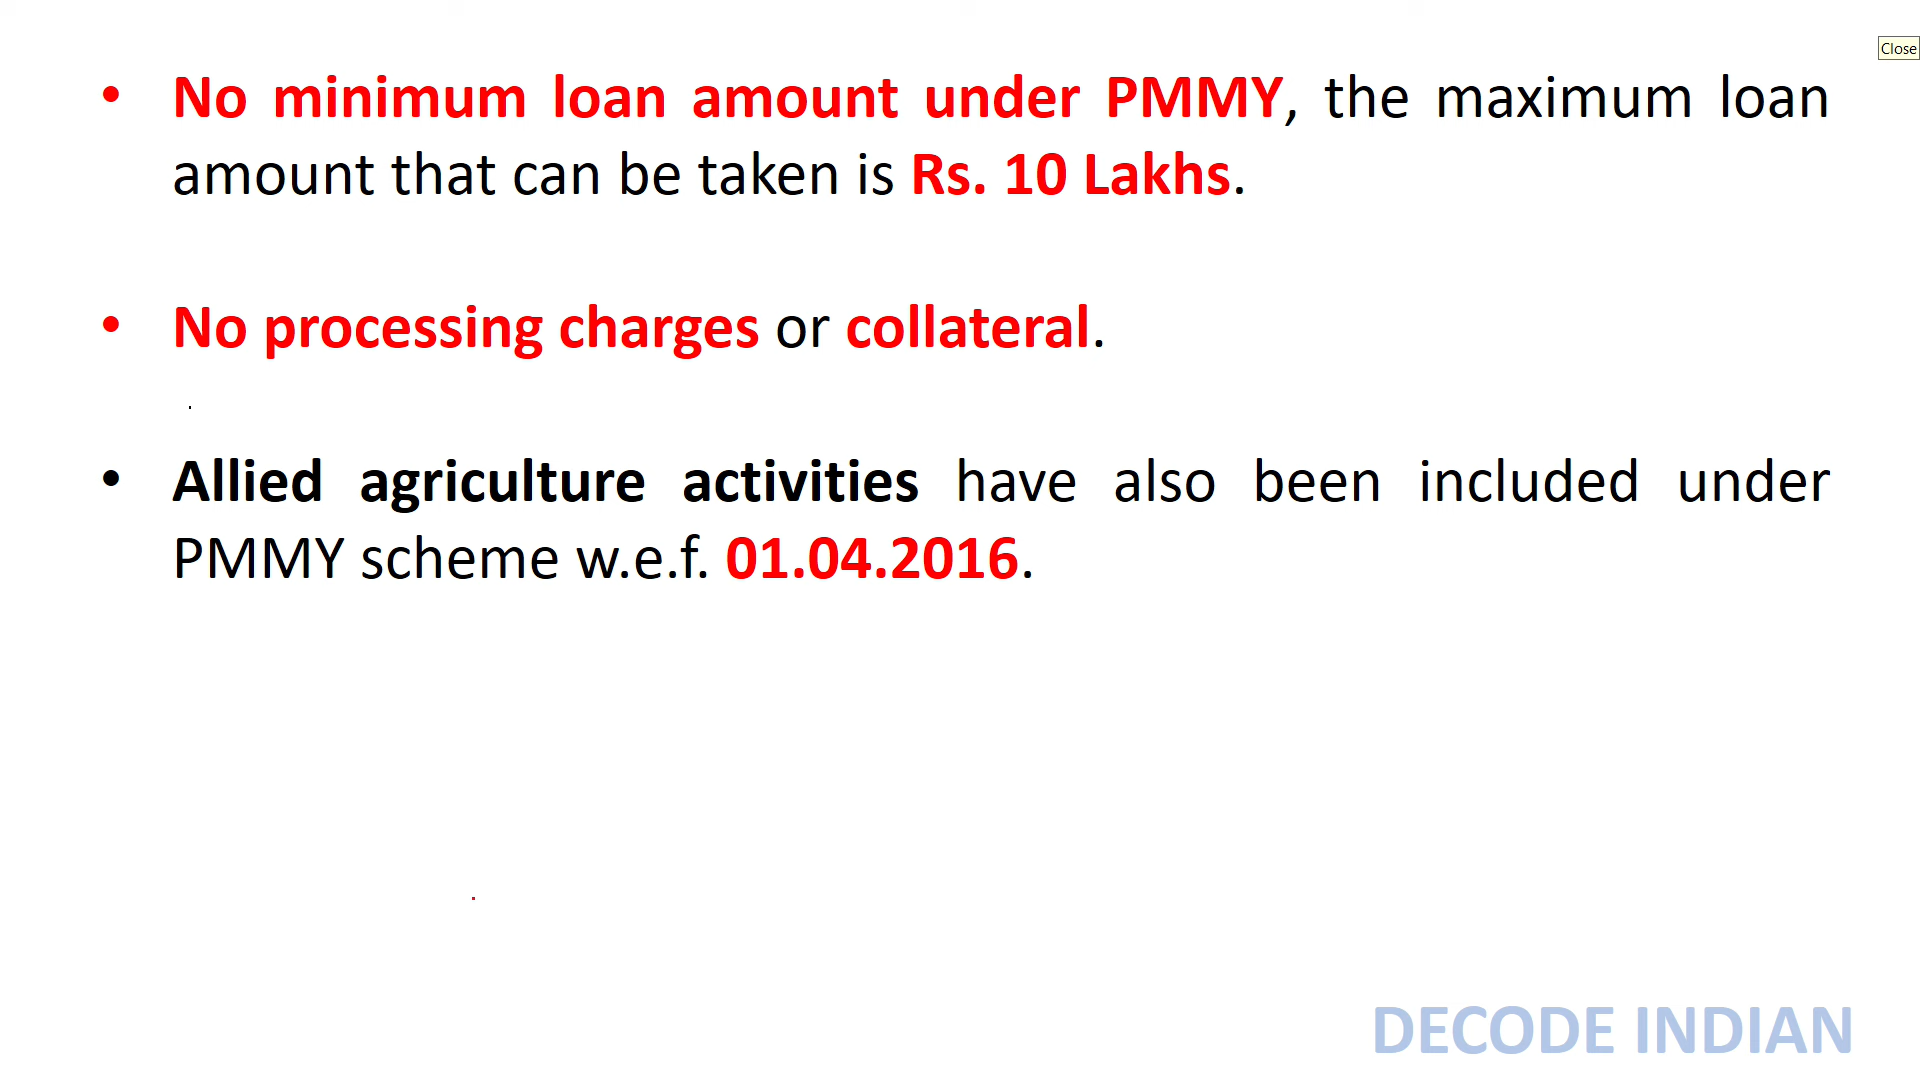 Close
• No minimum loan amount under PMMY, the maximum loan
amount that can be taken is Rs. 10 Lakhs.
• No processing charges or collateral.
• Allied agriculture activities have also been included under
PMMY scheme w.e.f. 01.04.2016.
DECODE INDIAN